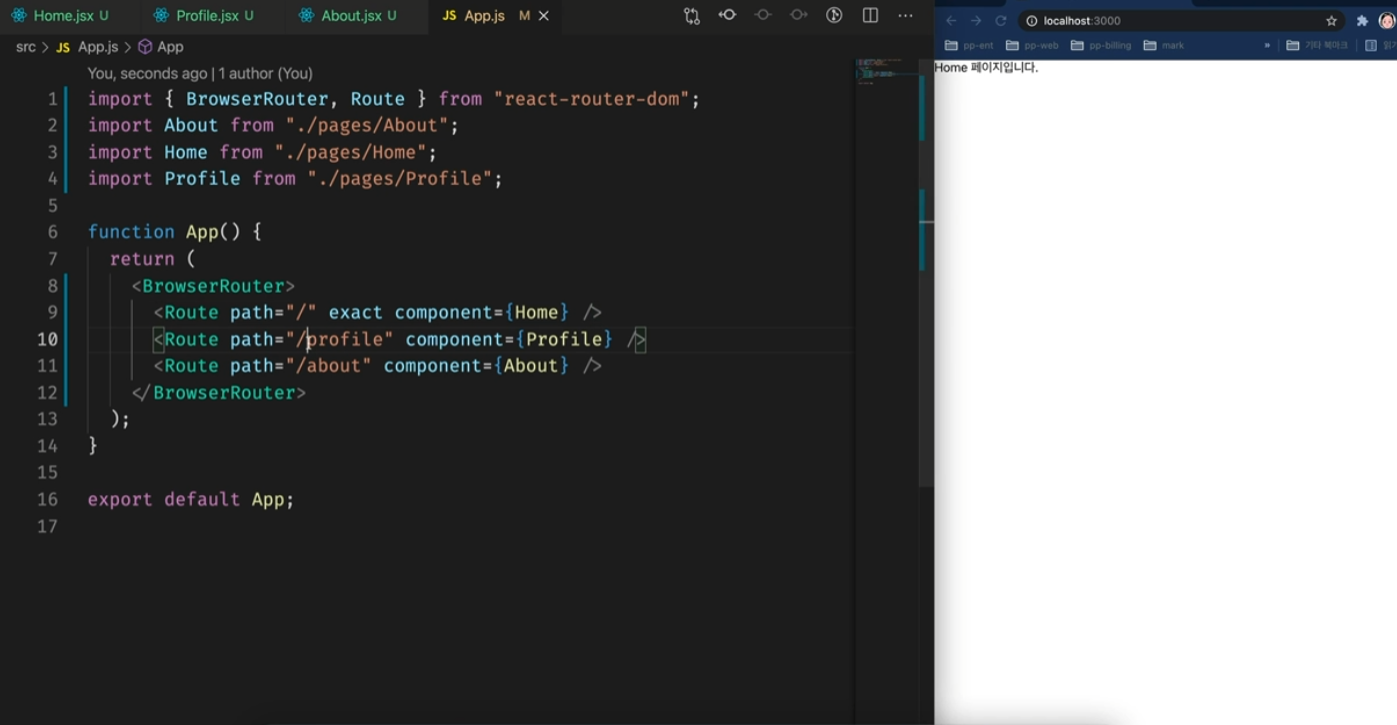 Home.jsx U Profile.jsx U About.jsx U JS App.js M
localhost:3000
src > JS App.js > App
pp-ent pp-web pp-billing mark » 기타 북마크
You, seconds ago | 1 author (You)
Home 페이지입니다.
1 import { BrowserRouter, Route } from "react-router-dom";
2 import About from "./pages/About";
3 import Home from "./pages/Home";
4 import Profile from "./pages/Profile";
5
6 function App() {
7 return (
8 <BrowserRouter>
9 <Route path="/" exact component={Home} />
10 <Route path="/profile" component={Profile} />
11 <Route path="/about" component={About} />
12 </BrowserRouter>
13 );
14 }
15
16 export default App;
17